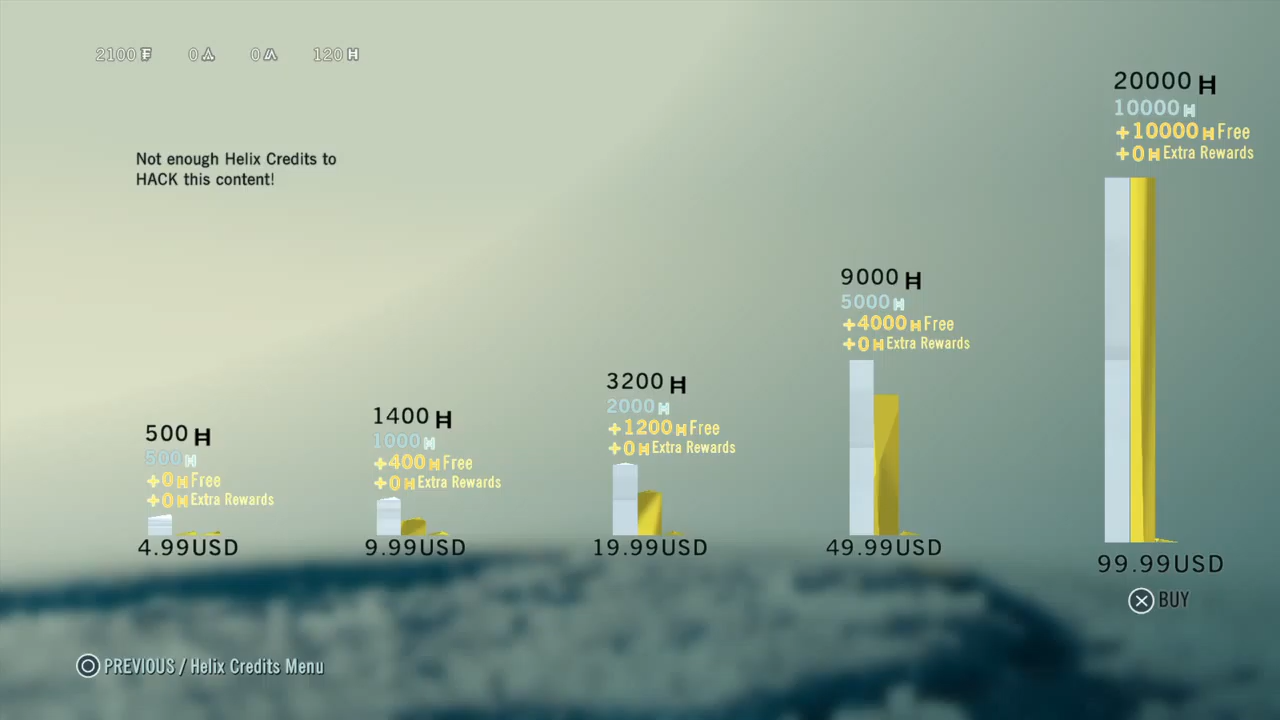 2100 0 0 120 H
Not enough Helix Credits to
HACK this content!
500 H
500 H
+0 H Free
+0 H Extra Rewards
4.99USD
1400 H
1000 H
+400 H Free
+0 H Extra Rewards
9.99USD
3200 H
2000 H
+1200 H Free
+0 H Extra Rewards
19.99USD
9000 H
5000 H
+4000 H Free
+0 H Extra Rewards
49.99USD
20000 H
10000 H
+10000 H Free
+0 H Extra Rewards
99.99USD
BUY
PREVIOUS / Helix Credits Menu